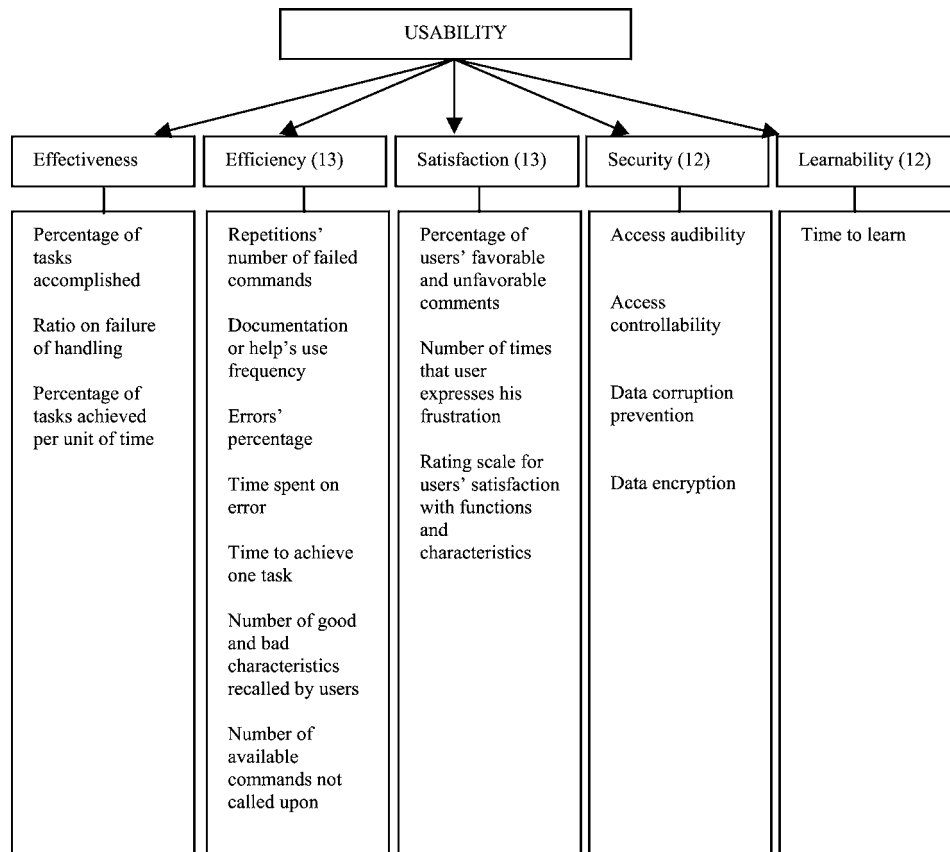 USABILITY
Effectiveness
Efficiency (13)
Satisfaction (13)
Security (12)
Learnability (12)
Percentage of
tasks
accomplished
Ratio on failure
of handling
Percentage of
tasks achieved
per unit of time
Repetitions’
number of failed
commands
Documentation
or help’s use
frequency
Errors’
percentage
Time spent on
error
Time to achieve
one task
Number of good
and bad
characteristics
recalled by users
Number of
available
commands not
called upon
Percentage of
users’ favorable
and unfavorable
comments
Number of times
that user
expresses his
frustration
Rating scale for
users’ satisfaction
with functions
and
characteristics
Access audibility
Access
controllability
Data corruption
prevention
Data encryption
Time to learn